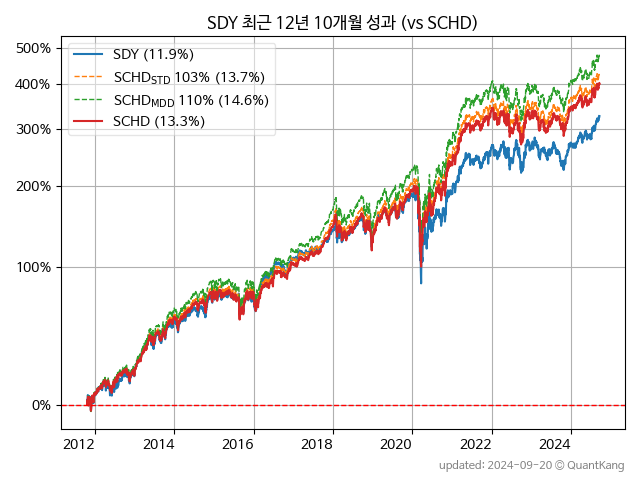 SDY 최근 12년 10개월 성과 (vs SCHD)
500%
400%
300%
200%
100%
0%
SDY (11.9%)
SCHD_STD 103% (13.7%)
SCHD_MDD 110% (14.6%)
SCHD (13.3%)
2012 2014 2016 2018 2020 2022 2024
updated: 2024-09-20 © QuantKang